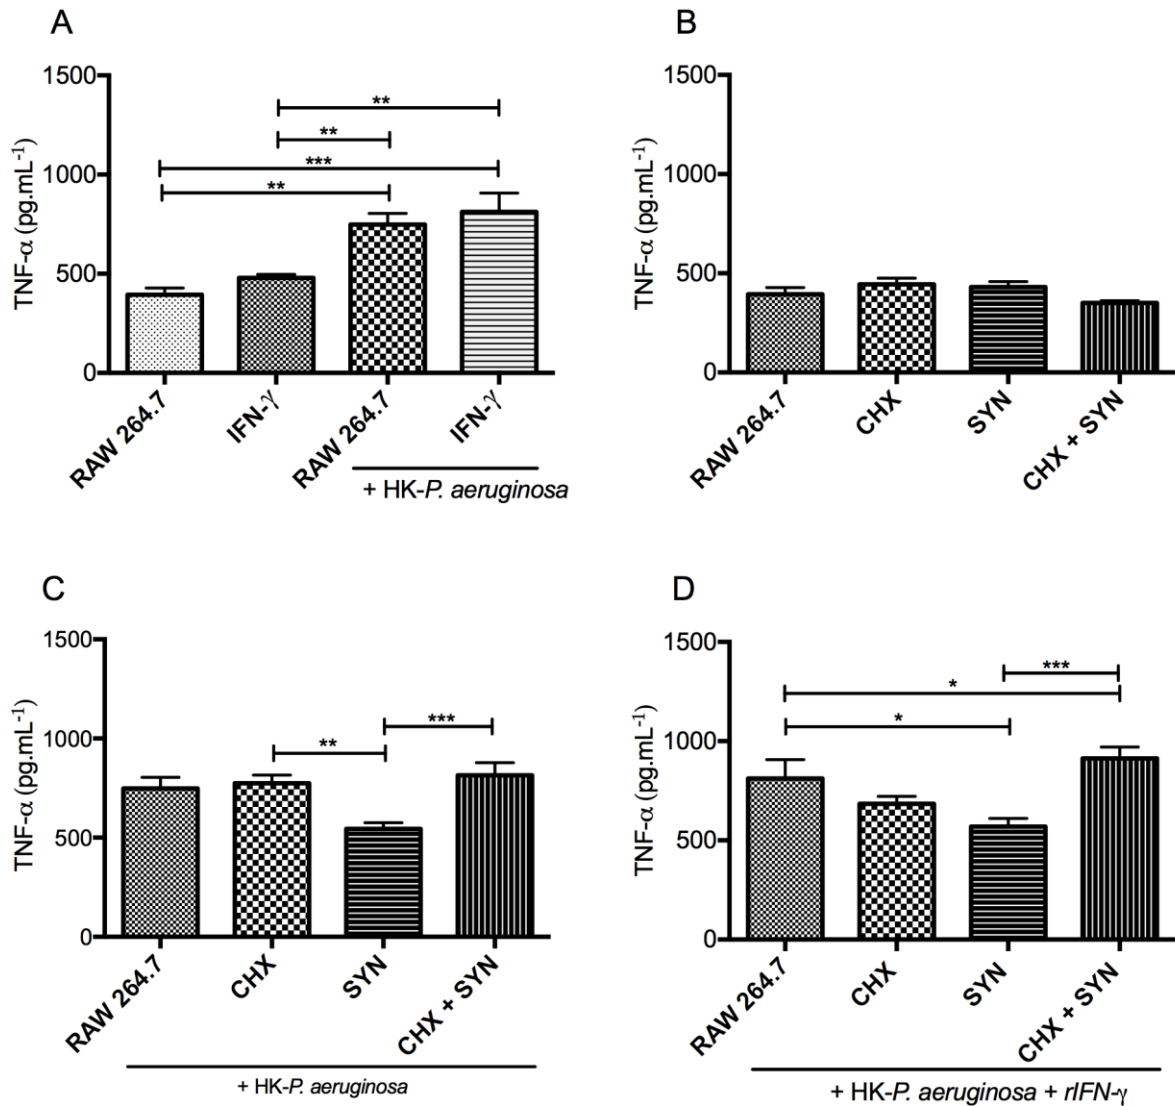 A
TNF-α (pg.mL⁻¹)
1500
1000
500
0
**
**
***
**
RAW 264.7
IFN-γ
RAW 264.7
IFN-γ
+ HK-P. aeruginosa
B
TNF-α (pg.mL⁻¹)
1500
1000
500
0
RAW 264.7
CHX
SYN
CHX + SYN
C
TNF-α (pg.mL⁻¹)
1500
1000
500
0
***
**
RAW 264.7
CHX
SYN
CHX + SYN
+ HK-P. aeruginosa
D
TNF-α (pg.mL⁻¹)
1500
1000
500
0
***
*
*
RAW 264.7
CHX
SYN
CHX + SYN
+ HK-P. aeruginosa + rIFN-γ